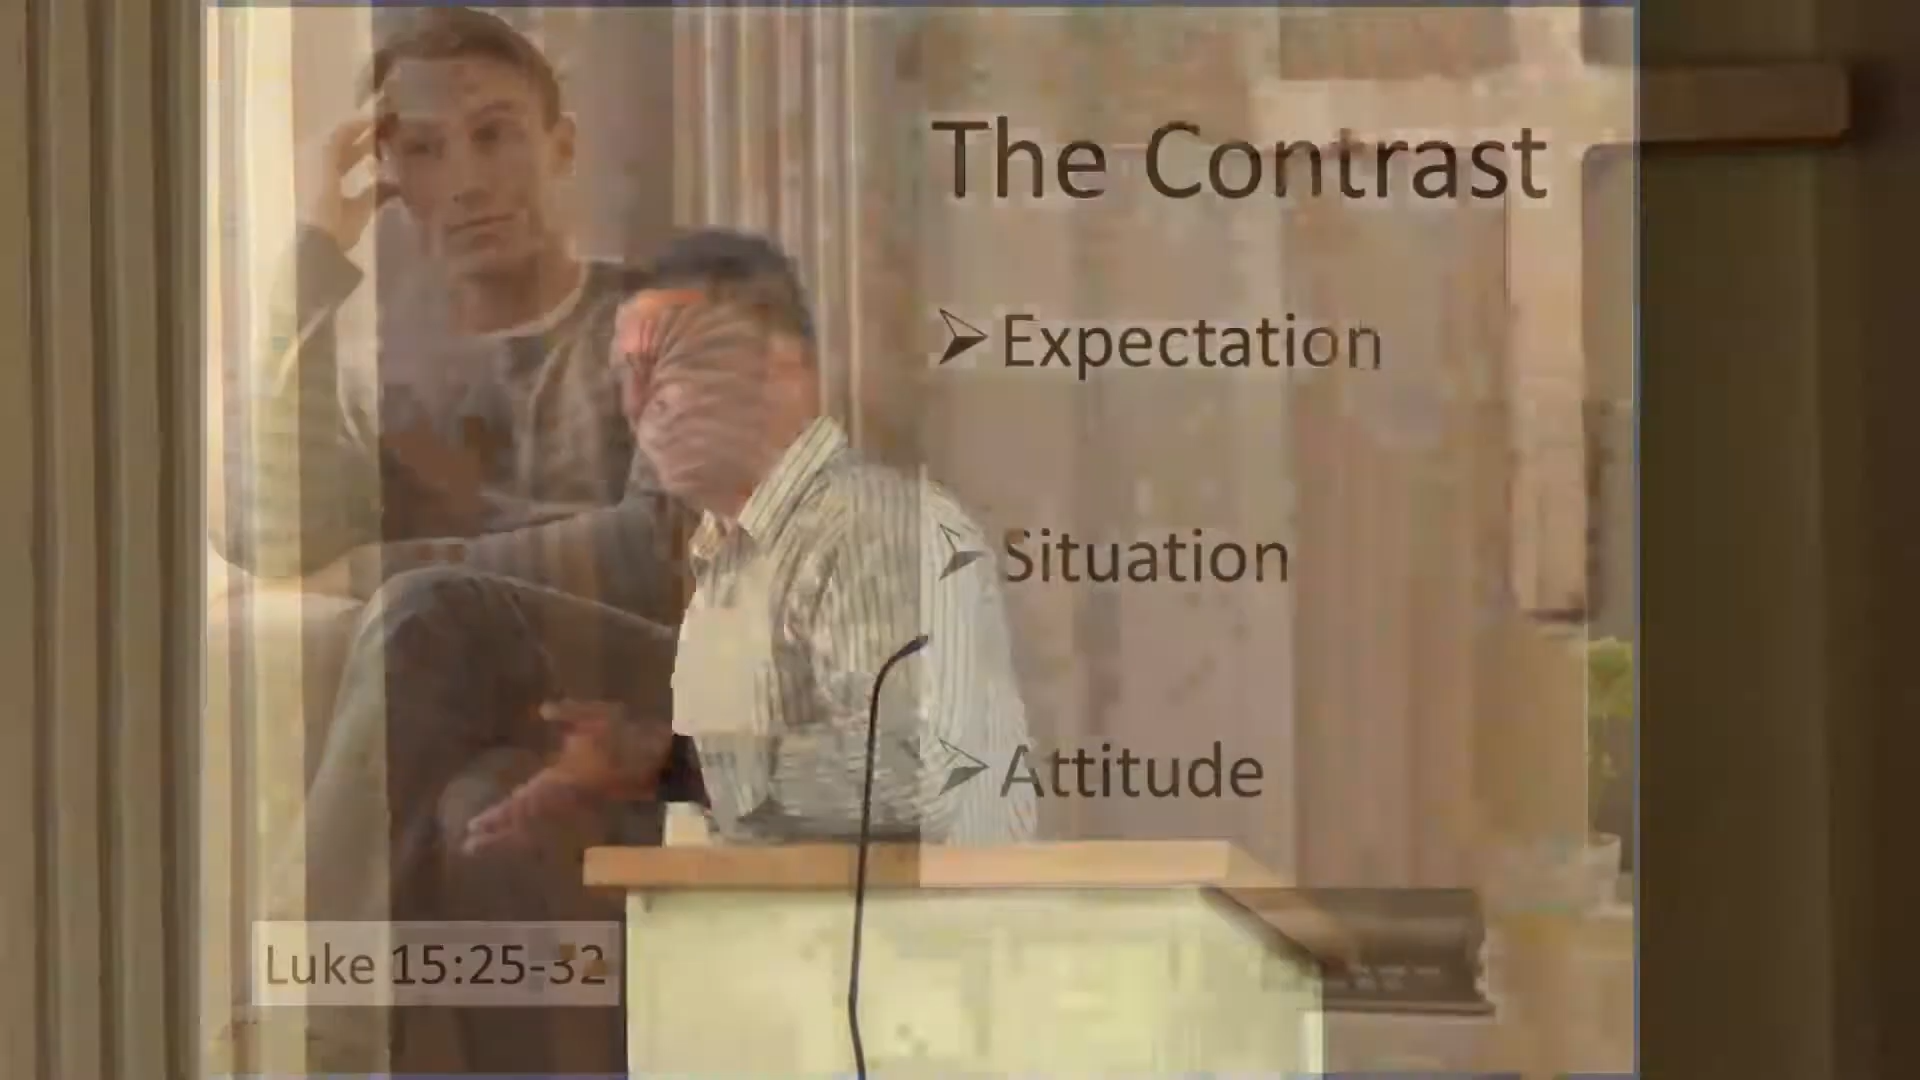 The Contrast
Expectation
Situation
Attitude
Luke 15:25-32